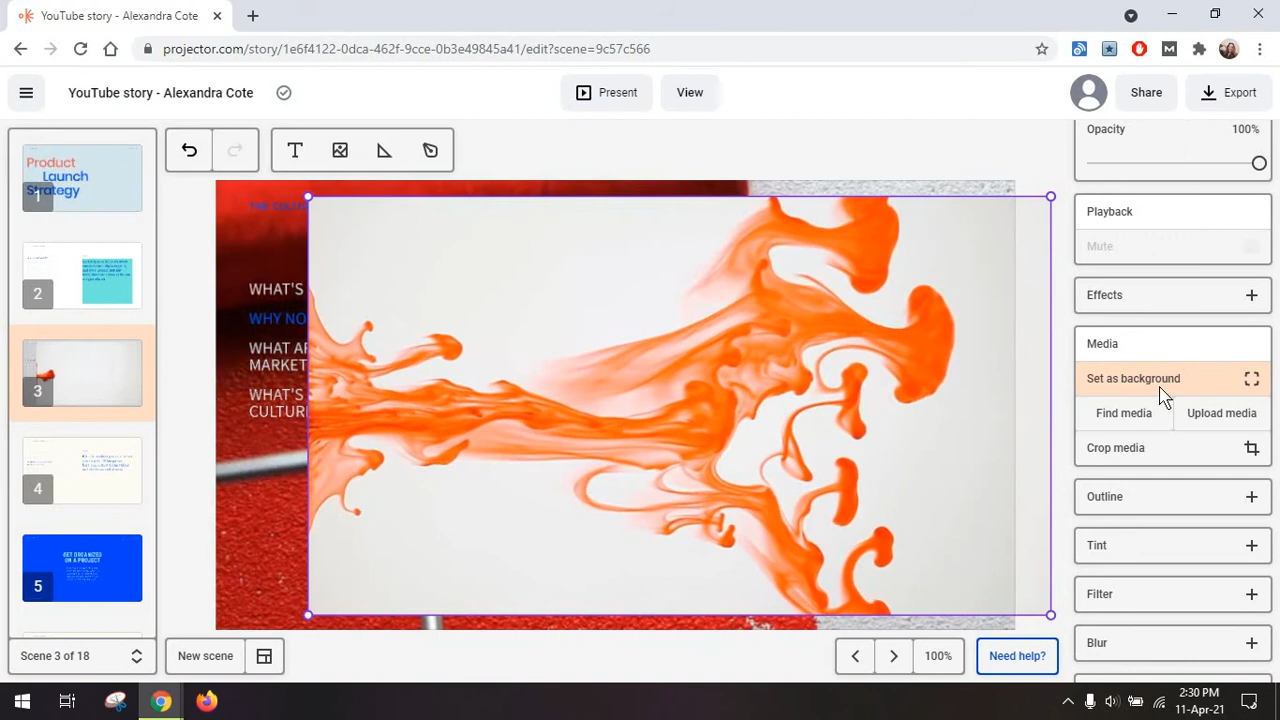 YouTube story - Alexandra Cote
projector.com/story/1e6f4122-0dca-462f-9cce-0b3e49845a41/edit?scene=9c57c566
YouTube story - Alexandra Cote
Present
View
Share
Export
Product
Launch
Strategy
1
2
3
4
GET ORGANIZED
ON A PROJECT
5
Scene 3 of 18
THE CULTU
WHAT'S
WHY NO
WHAT AR
MARKET
WHAT'S
CULTUR
New scene
100%
Need help?
Opacity 100%
Playback
Mute
Effects
Media
Set as background
Find media
Upload media
Crop media
Outline
Tint
Filter
Blur
2:30 PM
11-Apr-21